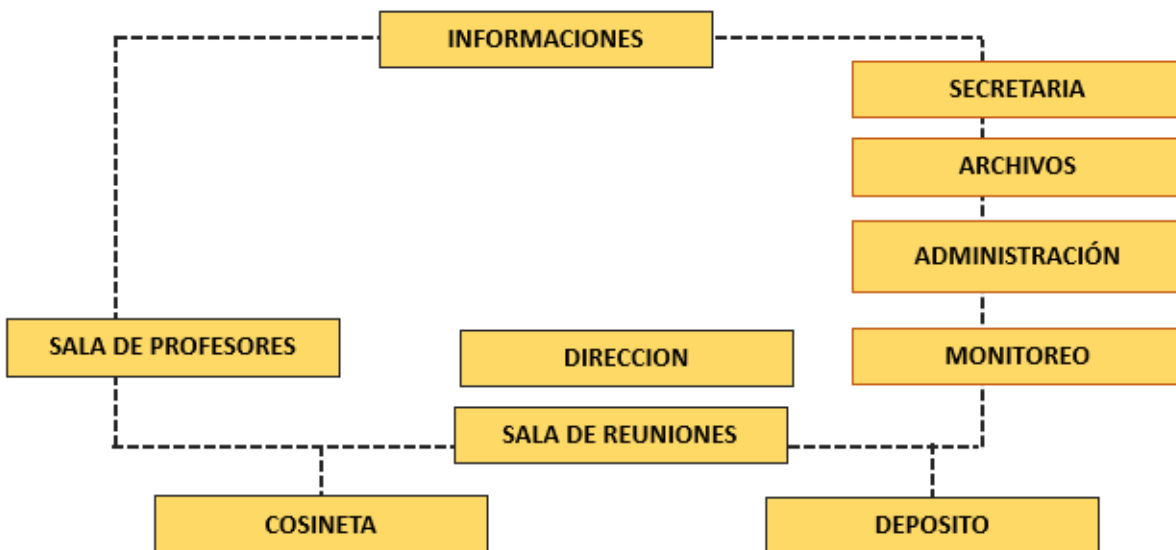 INFORMACIONES
SECRETARIA
ARCHIVOS
ADMINISTRACIÓN
SALA DE PROFESORES
DIRECCION
MONITOREO
SALA DE REUNIONES
COSINETA
DEPOSITO